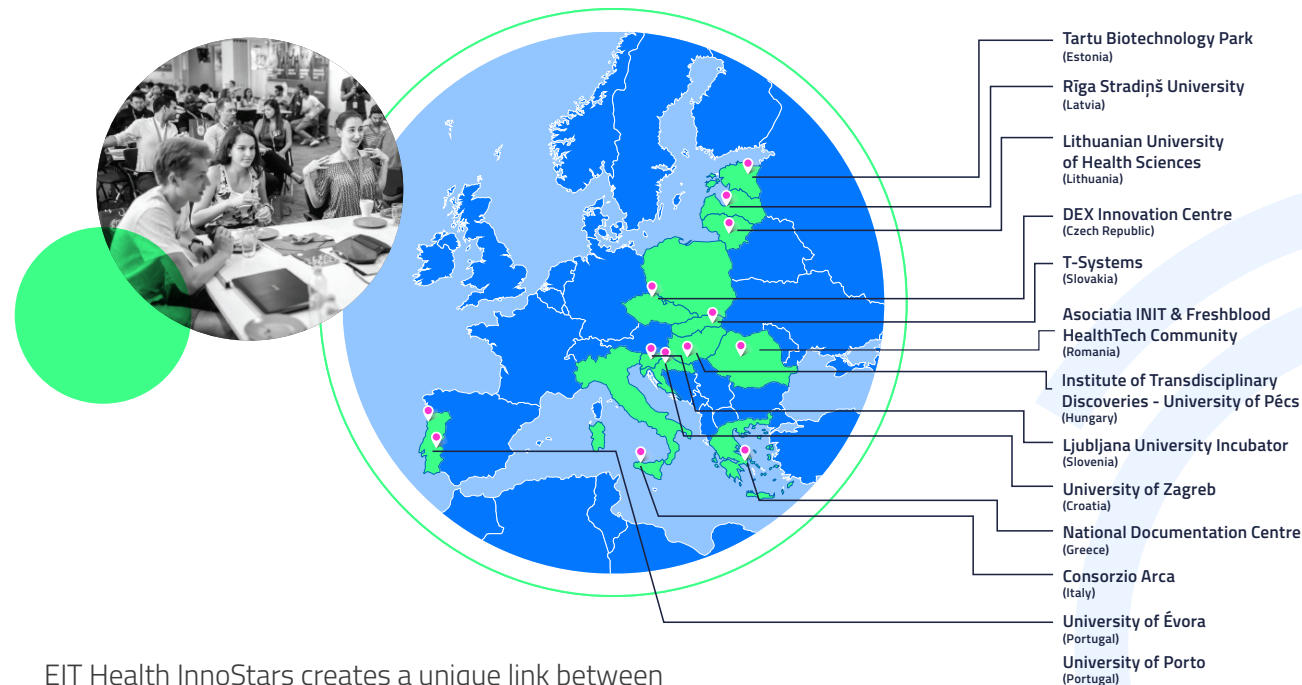 Tartu Biotechnology Park
(Estonia)
Rīga Stradiņš University
(Latvia)
Lithuanian University
of Health Sciences
(Lithuania)
DEX Innovation Centre
(Czech Republic)
T-Systems
(Slovakia)
Asociatia INIT & Freshblood
HealthTech Community
(Romania)
Institute of Transdisciplinary
Discoveries - University of Pécs
(Hungary)
Ljubljana University Incubator
(Slovenia)
University of Zagreb
(Croatia)
National Documentation Centre
(Greece)
Consorzio Arca
(Italy)
University of Évora
(Portugal)
University of Porto
(Portugal)
EIT Health InnoStars creates a unique link between